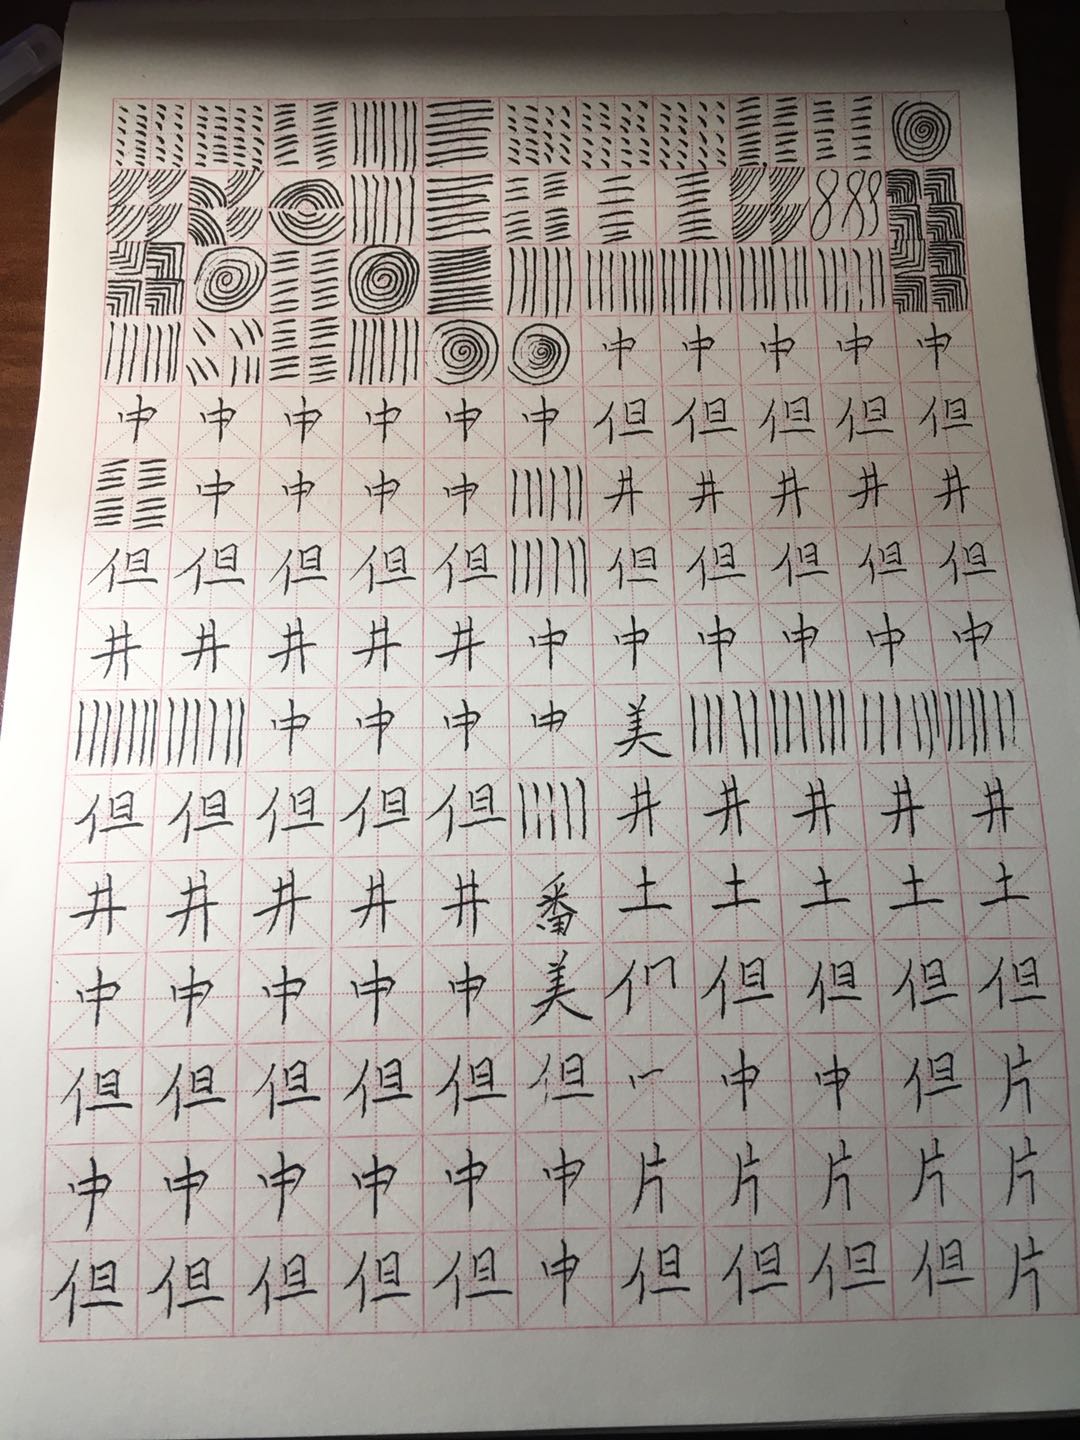 中中中中中
中中中中中中但但但但但
中中中中井井井井井
但但但但但但但但但但
井井井井井中中中中中中
中中中中美
但但但但但井井井井井
井井井井井番土土土土土
中中中中中美们但但但但
但但但但但但中中但片
中中中中中中片片片片片
但但但但但中但但但但片